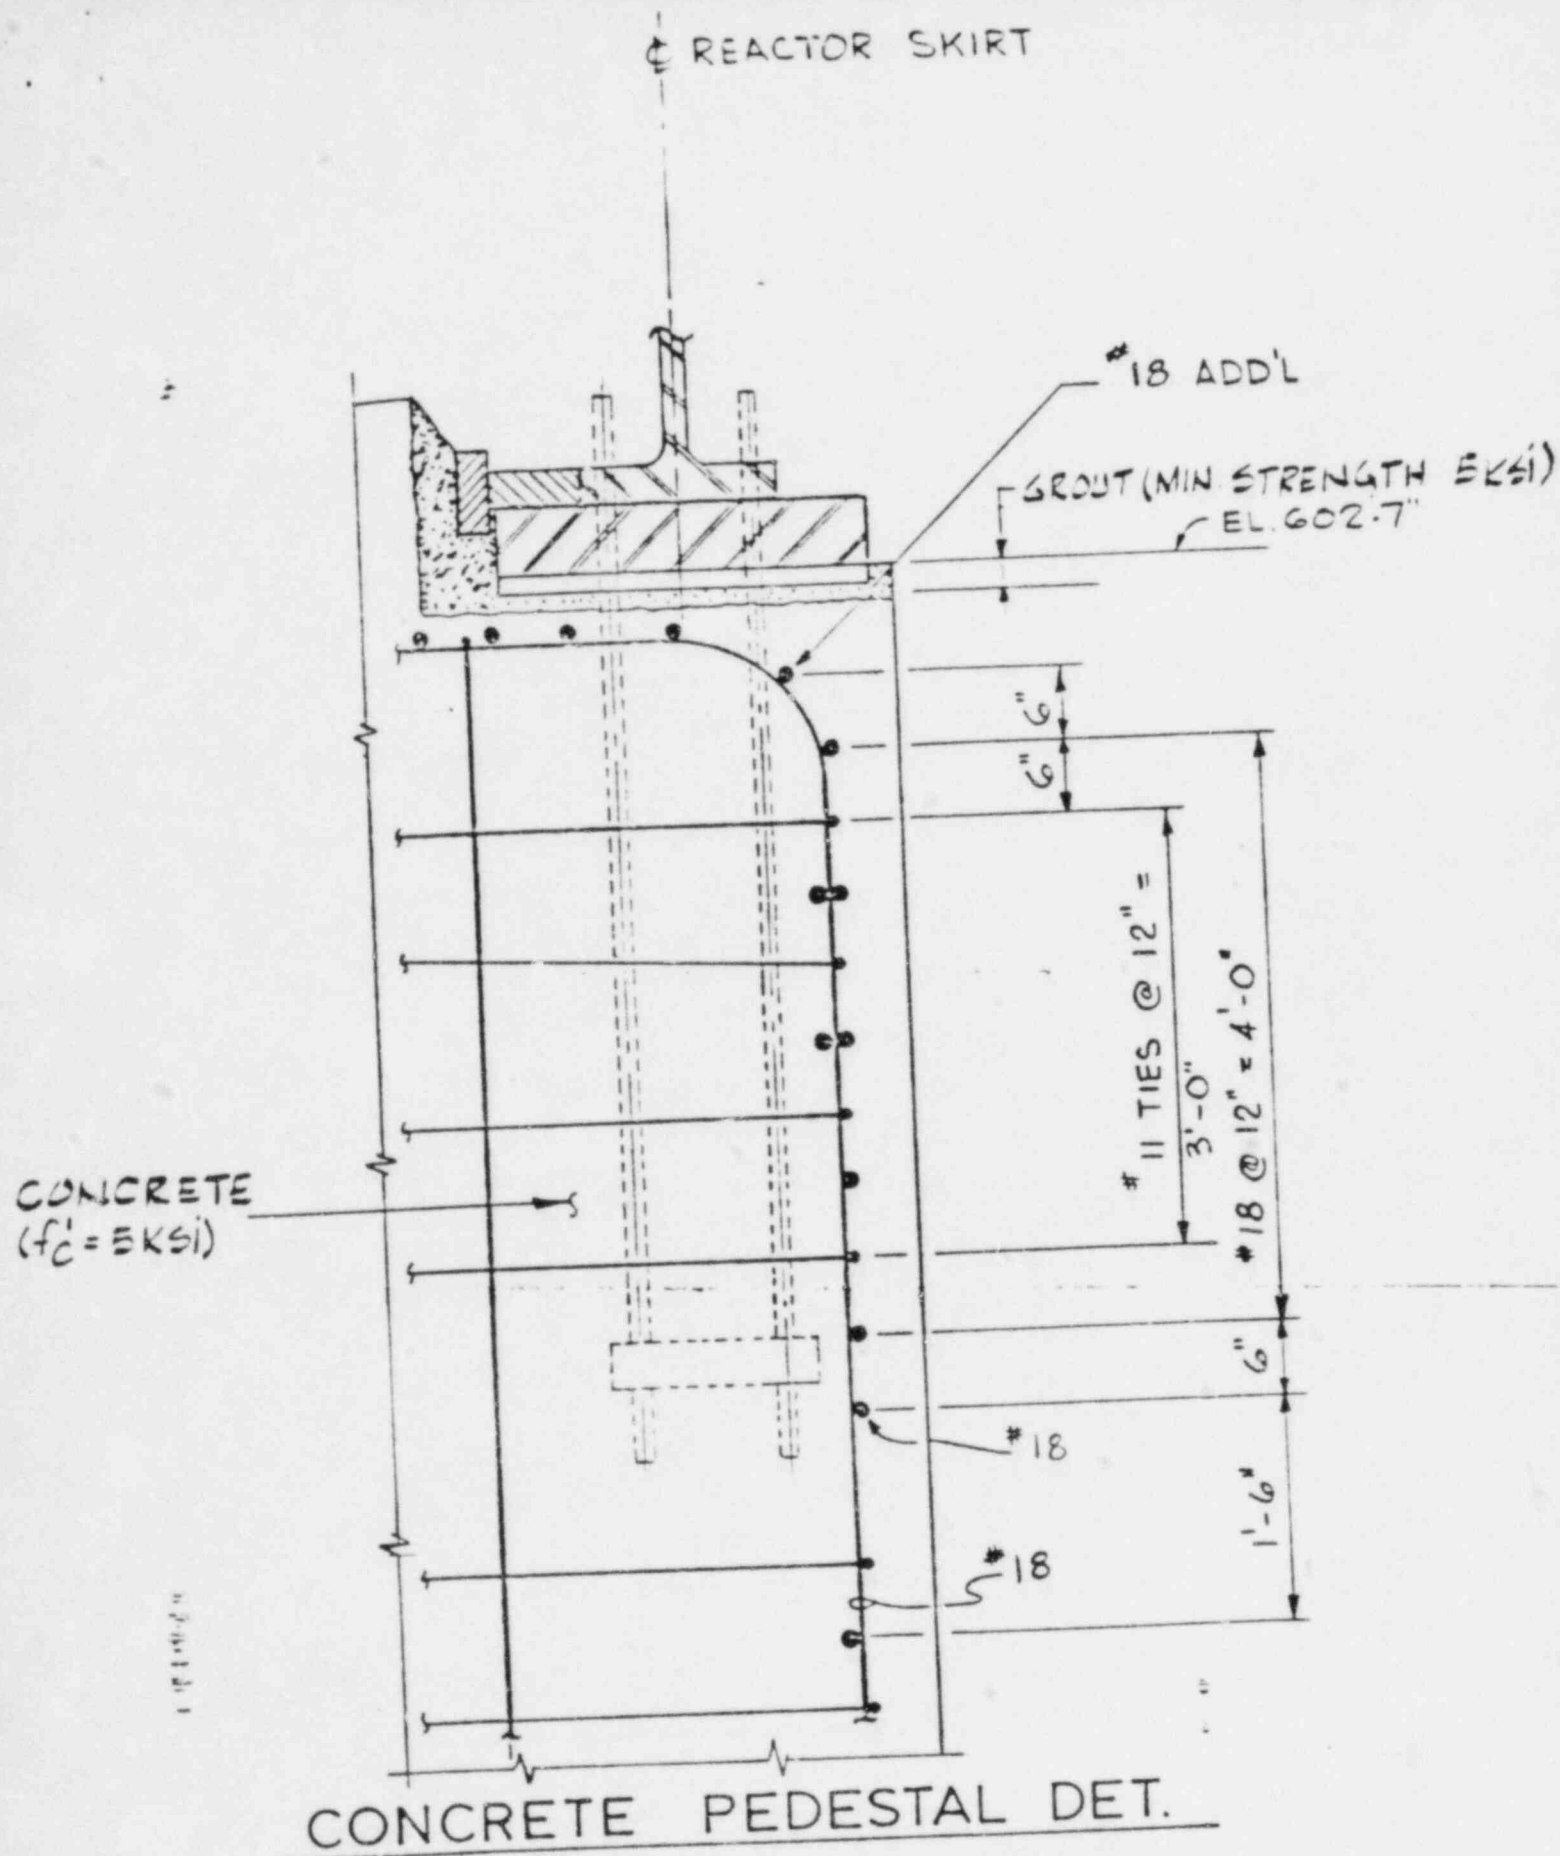 ℄ REACTOR SKIRT
#18 ADD'L
GROUT (MIN. STRENGTH 5KSi)
EL. 602-7"
6"
6"
#11 TIES @ 12" =
3'-0"
#18 @ 12" = 4'-0"
CONCRETE
(f'c = 5KSi)
6"
#18
1'-6"
#18
CONCRETE PEDESTAL DET.